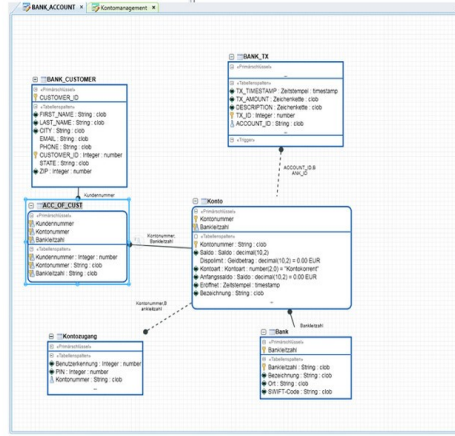 BANK_ACCOUNT × Kontomanagement ×
BANK_TX
«Primärschlüssel»
...
«Tabellenspalten»
TX_TIMESTAMP : Zeitstempel : timestamp
TX_AMOUNT : Zeichenkette : clob
DESCRIPTION : Zeichenkette : clob
TX_ID : Integer : number
ACCOUNT_ID : String : clob
...
«Trigger»
BANK_CUSTOMER
«Primärschlüssel»
CUSTOMER_ID
«Tabellenspalten»
FIRST_NAME : String : clob
LAST_NAME : String : clob
CITY : String : clob
EMAIL : String : clob
PHONE : String : clob
CUSTOMER_ID : Integer : number
STATE : String : clob
ZIP : Integer : number
Kundennummer
ACCOUNT_ID,B
ANK_ID
ACC_OF_CUST
«Primärschlüssel»
Kundennummer
Kontonummer
Bankleitzahl
«Tabellenspalten»
Kundennummer : Integer : number
Kontonummer : String : clob
Bankleitzahl : String : clob
Kontonummer,
Bankleitzahl
Konto
«Primärschlüssel»
Kontonummer
Bankleitzahl
«Tabellenspalten»
Kontonummer : String : clob
Saldo : Saldo : decimal(10,2)
Dispolimit : Geldbetrag : decimal(10,2) = 0.00 EUR
Kontoart : Kontoart : number(2,0) = "Kontokorrent"
Anfangssaldo : Saldo : decimal(10,2) = 0.00 EUR
Eröffnet : Zeitstempel : timestamp
Bezeichnung : String : clob
Kontonummer,B
ankleitzahl
Bankleitzahl
Kontozugang
«Primärschlüssel»
«Tabellenspalten»
Benutzerkennung : Integer : number
PIN : Integer : number
Kontonummer : String : clob
...
Bank
«Primärschlüssel»
Bankleitzahl
«Tabellenspalten»
Bankleitzahl : String : clob
Bezeichnung : String : clob
Ort : String : clob
SWIFT-Code : String : clob